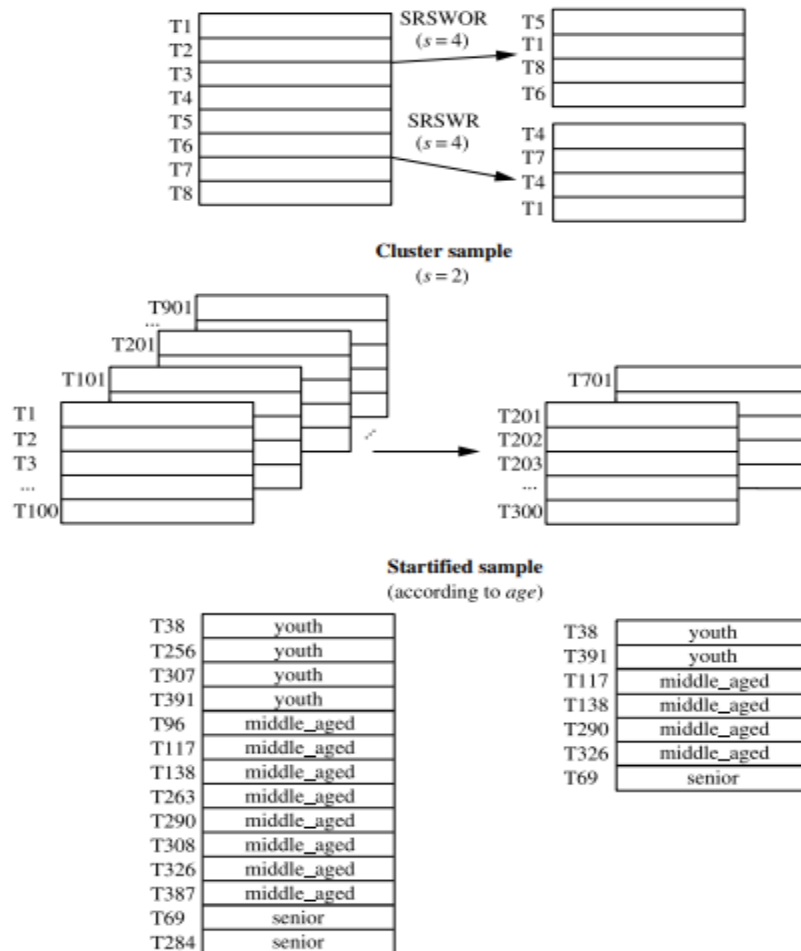 SRSWOR
(s = 4)
T1
T2
T3
T4
T5
T6
T7
T8
T5
T1
T8
T6
SRSWR
(s = 4)
T4
T7
T4
T1
Cluster sample
(s = 2)
T901
...
T201
T101
T1
T2
T3
...
T100
T701
T201
T202
T203
...
T300
Startified sample
(according to age)
T38 youth
T256 youth
T307 youth
T391 youth
T96 middle_aged
T117 middle_aged
T138 middle_aged
T263 middle_aged
T290 middle_aged
T308 middle_aged
T326 middle_aged
T387 middle_aged
T69 senior
T284 senior
T38 youth
T391 youth
T117 middle_aged
T138 middle_aged
T290 middle_aged
T326 middle_aged
T69 senior